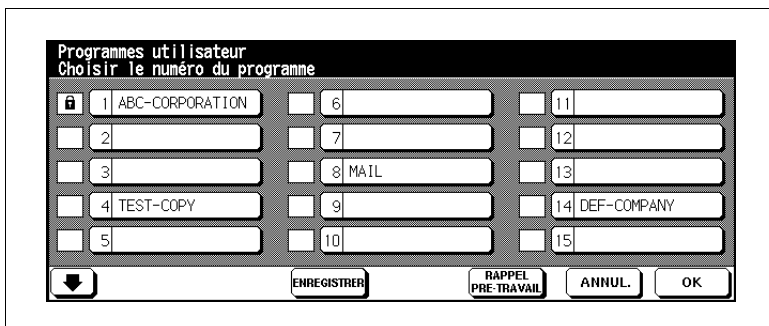 Programmes utilisateur
Choisir le numéro du programme
1 ABC-CORPORATION
2
3
4 TEST-COPY
5
6
7
8 MAIL
9
10
11
12
13
14 DEF-COMPANY
15
ENREGISTRER
RAPPEL
PRE-TRAVAIL
ANNUL.
OK